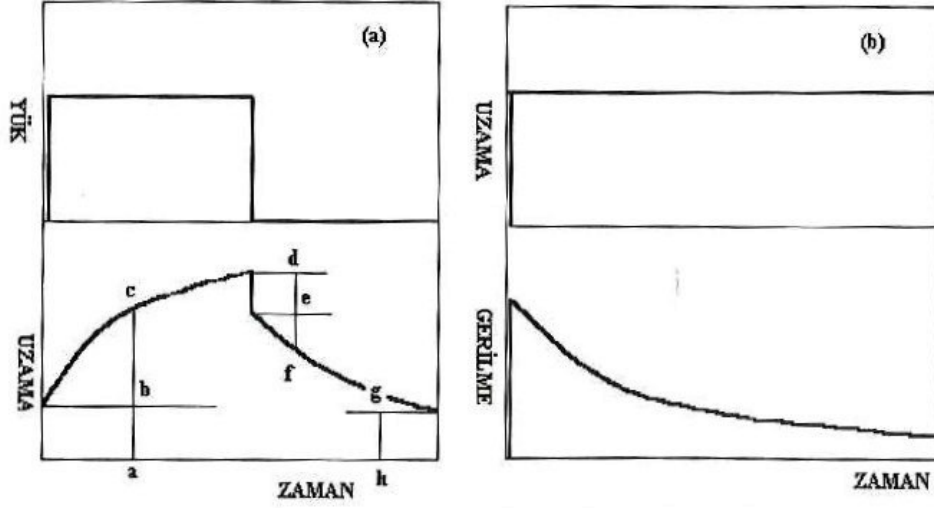 (a)
YÜK
UZAMA
c
b
a
d
e
f
g
h
ZAMAN
(b)
UZAMA
GERİLME
ZAMAN